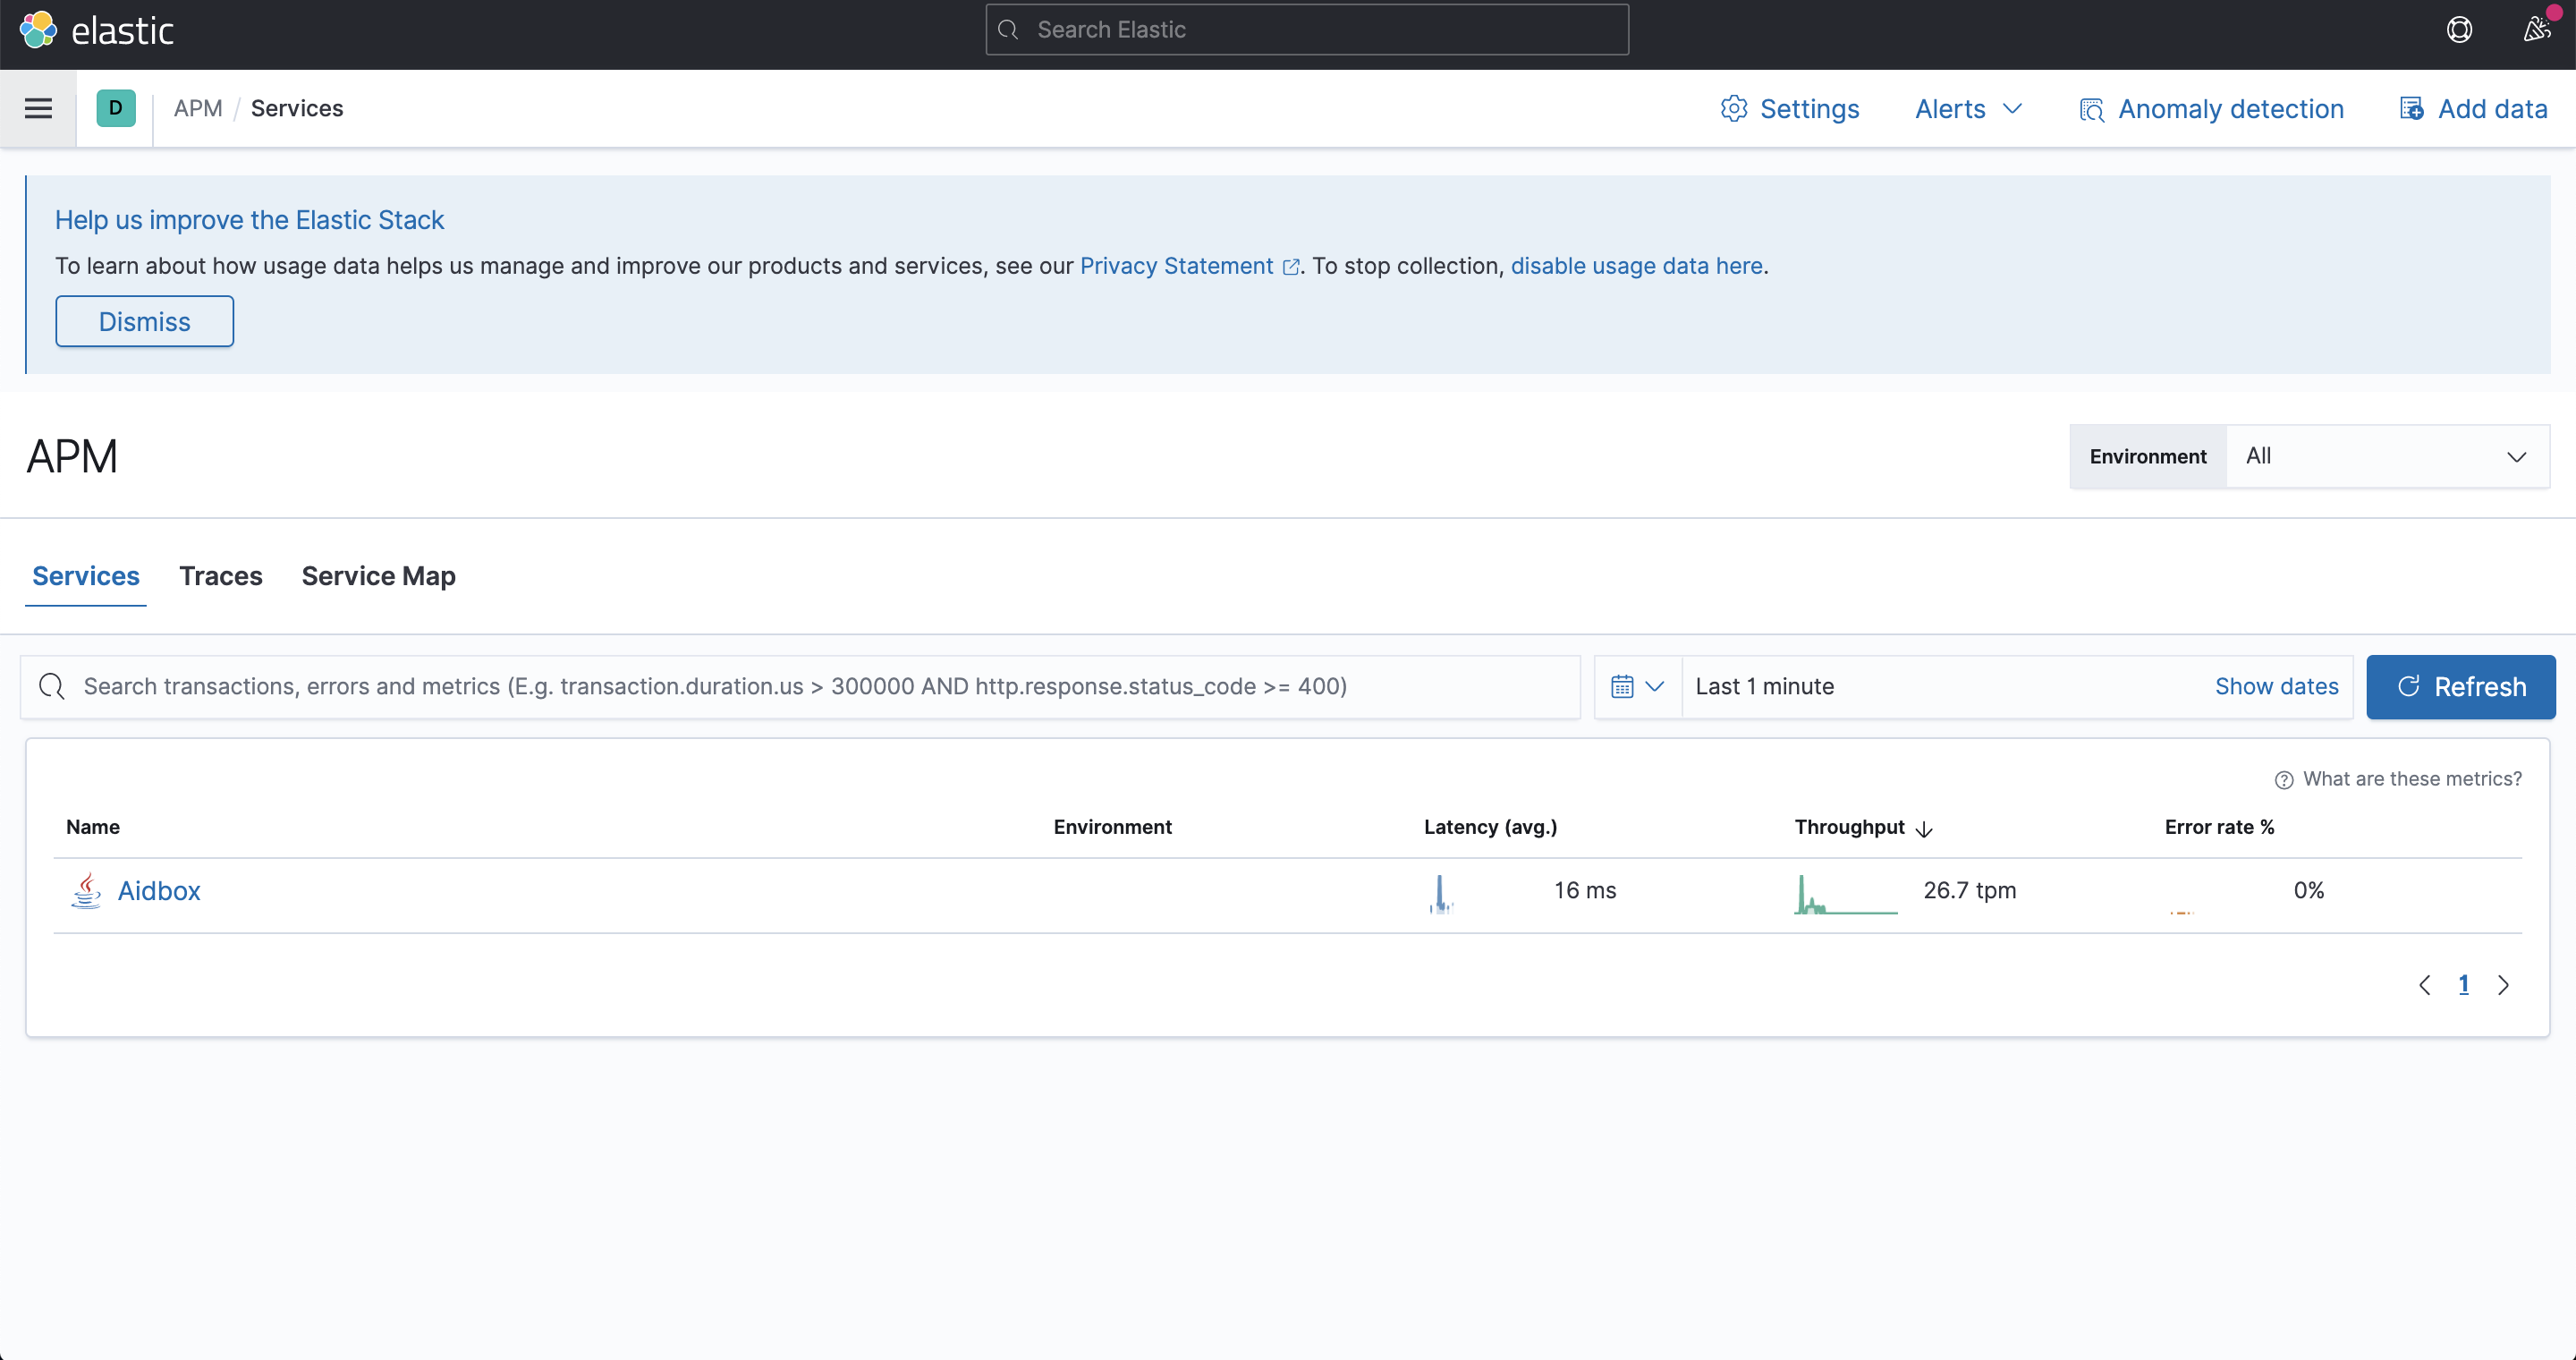 elastic
Search Elastic
D
APM / Services
Settings
Alerts
Anomaly detection
Add data
Help us improve the Elastic Stack
To learn about how usage data helps us manage and improve our products and services, see our Privacy Statement. To stop collection, disable usage data here.
Dismiss
APM
Environment All
Services Traces Service Map
Search transactions, errors and metrics (E.g. transaction.duration.us > 300000 AND http.response.status_code >= 400)
Last 1 minute
Show dates
Refresh
What are these metrics?
Name Environment Latency (avg.) Throughput Error rate %
Aidbox 16 ms 26.7 tpm 0%
1